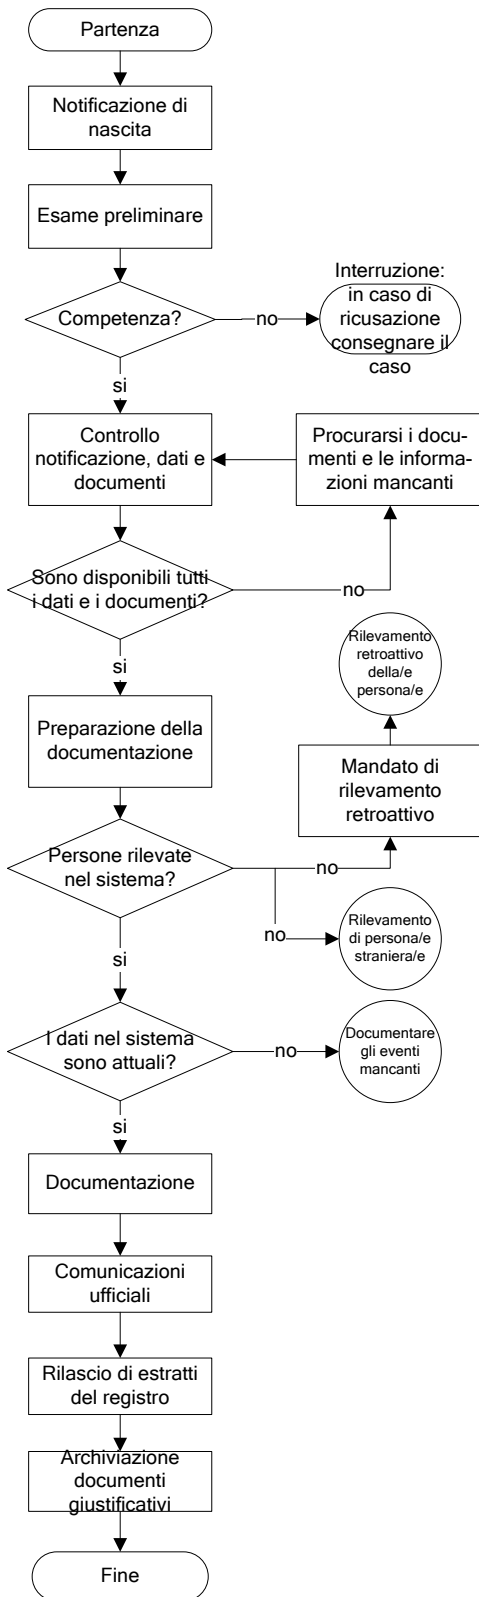 Partenza
Notificazione di
nascita
Esame preliminare
Competenza?
no
Interruzione:
in caso di
ricusazione
consegnare il
caso
si
Controllo
notificazione, dati e
documenti
Procurarsi i docu-
menti e le informa-
zioni mancanti
Sono disponibili tutti
i dati e i documenti?
no
Rilevamento
retroattivo
della/e
persona/e
si
Preparazione della
documentazione
Mandato di
rilevamento
retroattivo
Persone rilevate
nel sistema?
no
no
Rilevamento
di persona/e
straniera/e
si
I dati nel sistema
sono attuali?
no
Documentare
gli eventi
mancanti
si
Documentazione
Comunicazioni
ufficiali
Rilascio di estratti
del registro
Archiviazione
documenti
giustificativi
Fine